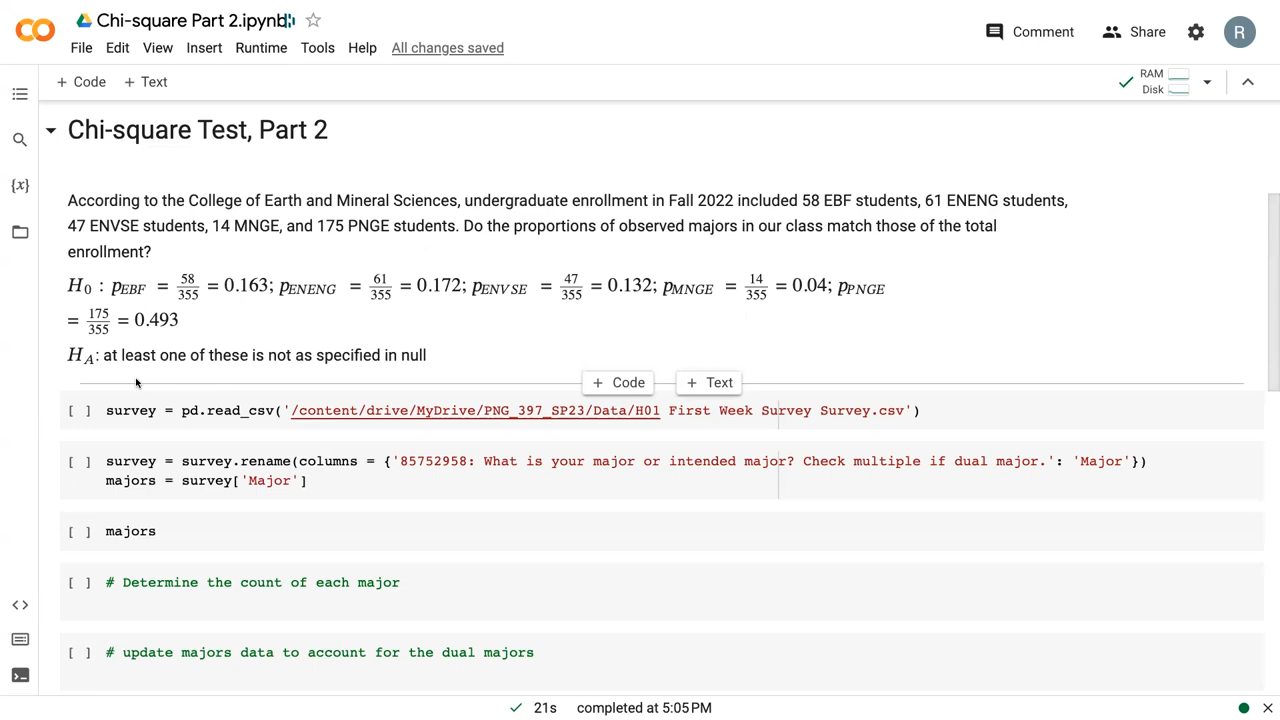 Chi-square Part 2.ipynb
File Edit View Insert Runtime Tools Help All changes saved
Comment Share R
+ Code + Text
RAM
Disk
Chi-square Test, Part 2
According to the College of Earth and Mineral Sciences, undergraduate enrollment in Fall 2022 included 58 EBF students, 61 ENENG students,
47 ENVSE students, 14 MNGE, and 175 PNGE students. Do the proportions of observed majors in our class match those of the total
enrollment?
H0 : pEBF = 58/355 = 0.163; pENENG = 61/355 = 0.172; pENVSE = 47/355 = 0.132; pMNGE = 14/355 = 0.04; pPNGE
= 175/355 = 0.493
HA: at least one of these is not as specified in null
+ Code + Text
[ ] survey = pd.read_csv('/content/drive/MyDrive/PNG_397_SP23/Data/H01 First Week Survey Survey.csv')
[ ] survey = survey.rename(columns = {'85752958: What is your major or intended major? Check multiple if dual major.': 'Major'})
majors = survey['Major']
[ ] majors
[ ] # Determine the count of each major
[ ] # update majors data to account for the dual majors
21s completed at 5:05 PM